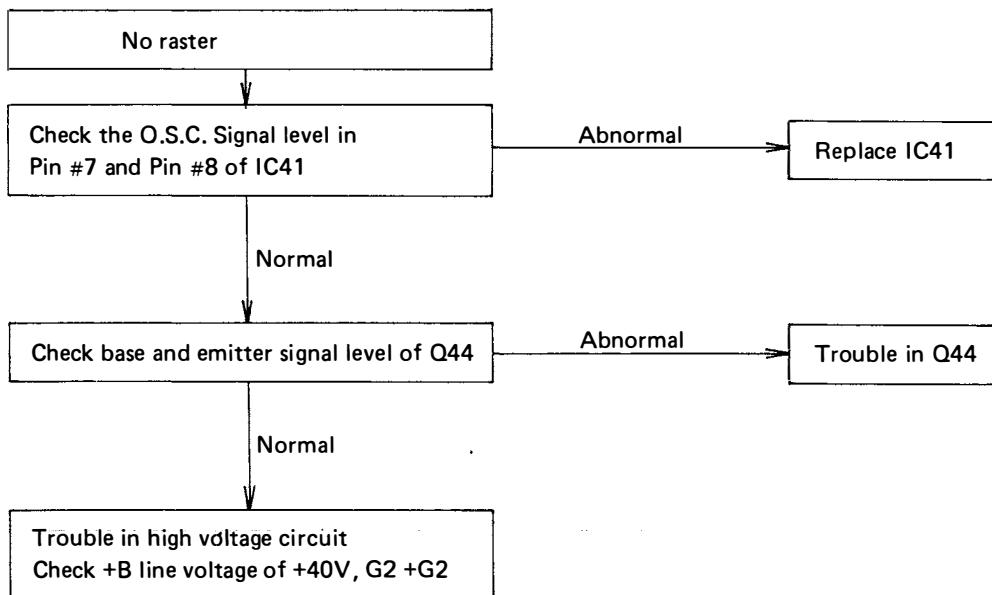 No raster
Check the O.S.C. Signal level in
Pin #7 and Pin #8 of IC41
Abnormal
Replace IC41
Normal
Check base and emitter signal level of Q44
Abnormal
Trouble in Q44
Normal
Trouble in high voltage circuit
Check +B line voltage of +40V, G2 +G2